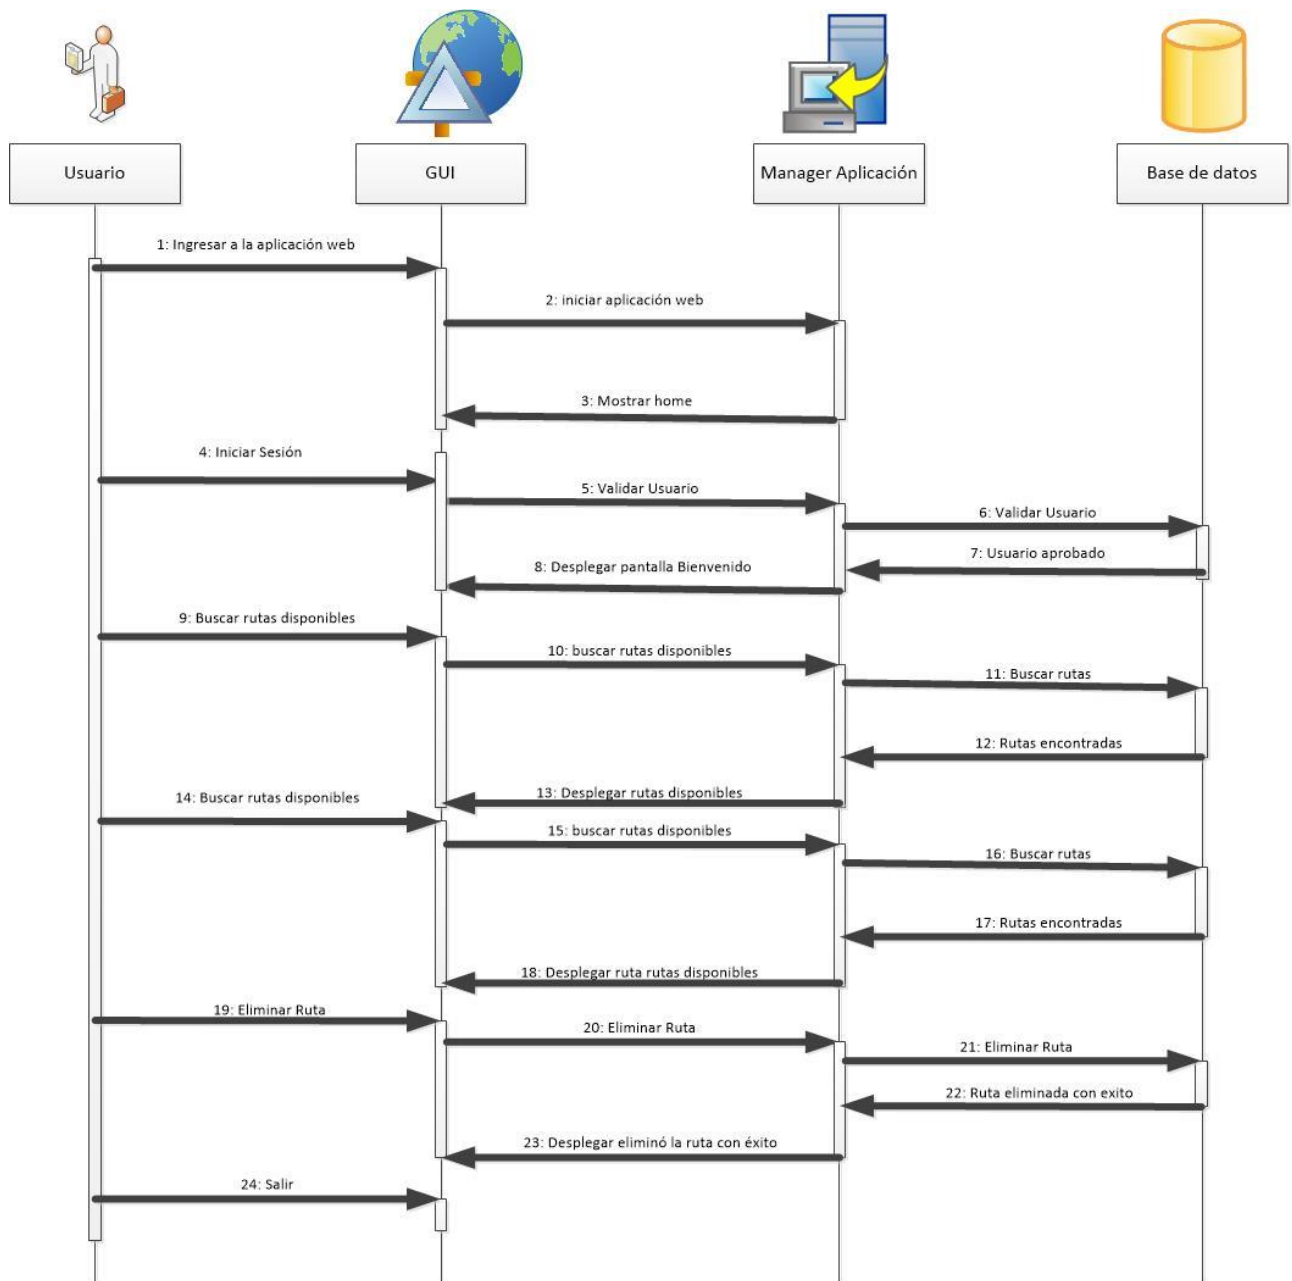 Usuario
GUI
Manager Aplicación
Base de datos
1: Ingresar a la aplicación web
2: iniciar aplicación web
3: Mostrar home
4: Iniciar Sesión
5: Validar Usuario
6: Validar Usuario
7: Usuario aprobado
8: Desplegar pantalla Bienvenido
9: Buscar rutas disponibles
10: buscar rutas disponibles
11: Buscar rutas
12: Rutas encontradas
13: Desplegar rutas disponibles
14: Buscar rutas disponibles
15: buscar rutas disponibles
16: Buscar rutas
17: Rutas encontradas
18: Desplegar ruta rutas disponibles
19: Eliminar Ruta
20: Eliminar Ruta
21: Eliminar Ruta
22: Ruta eliminada con exito
23: Desplegar eliminó la ruta con éxito
24: Salir